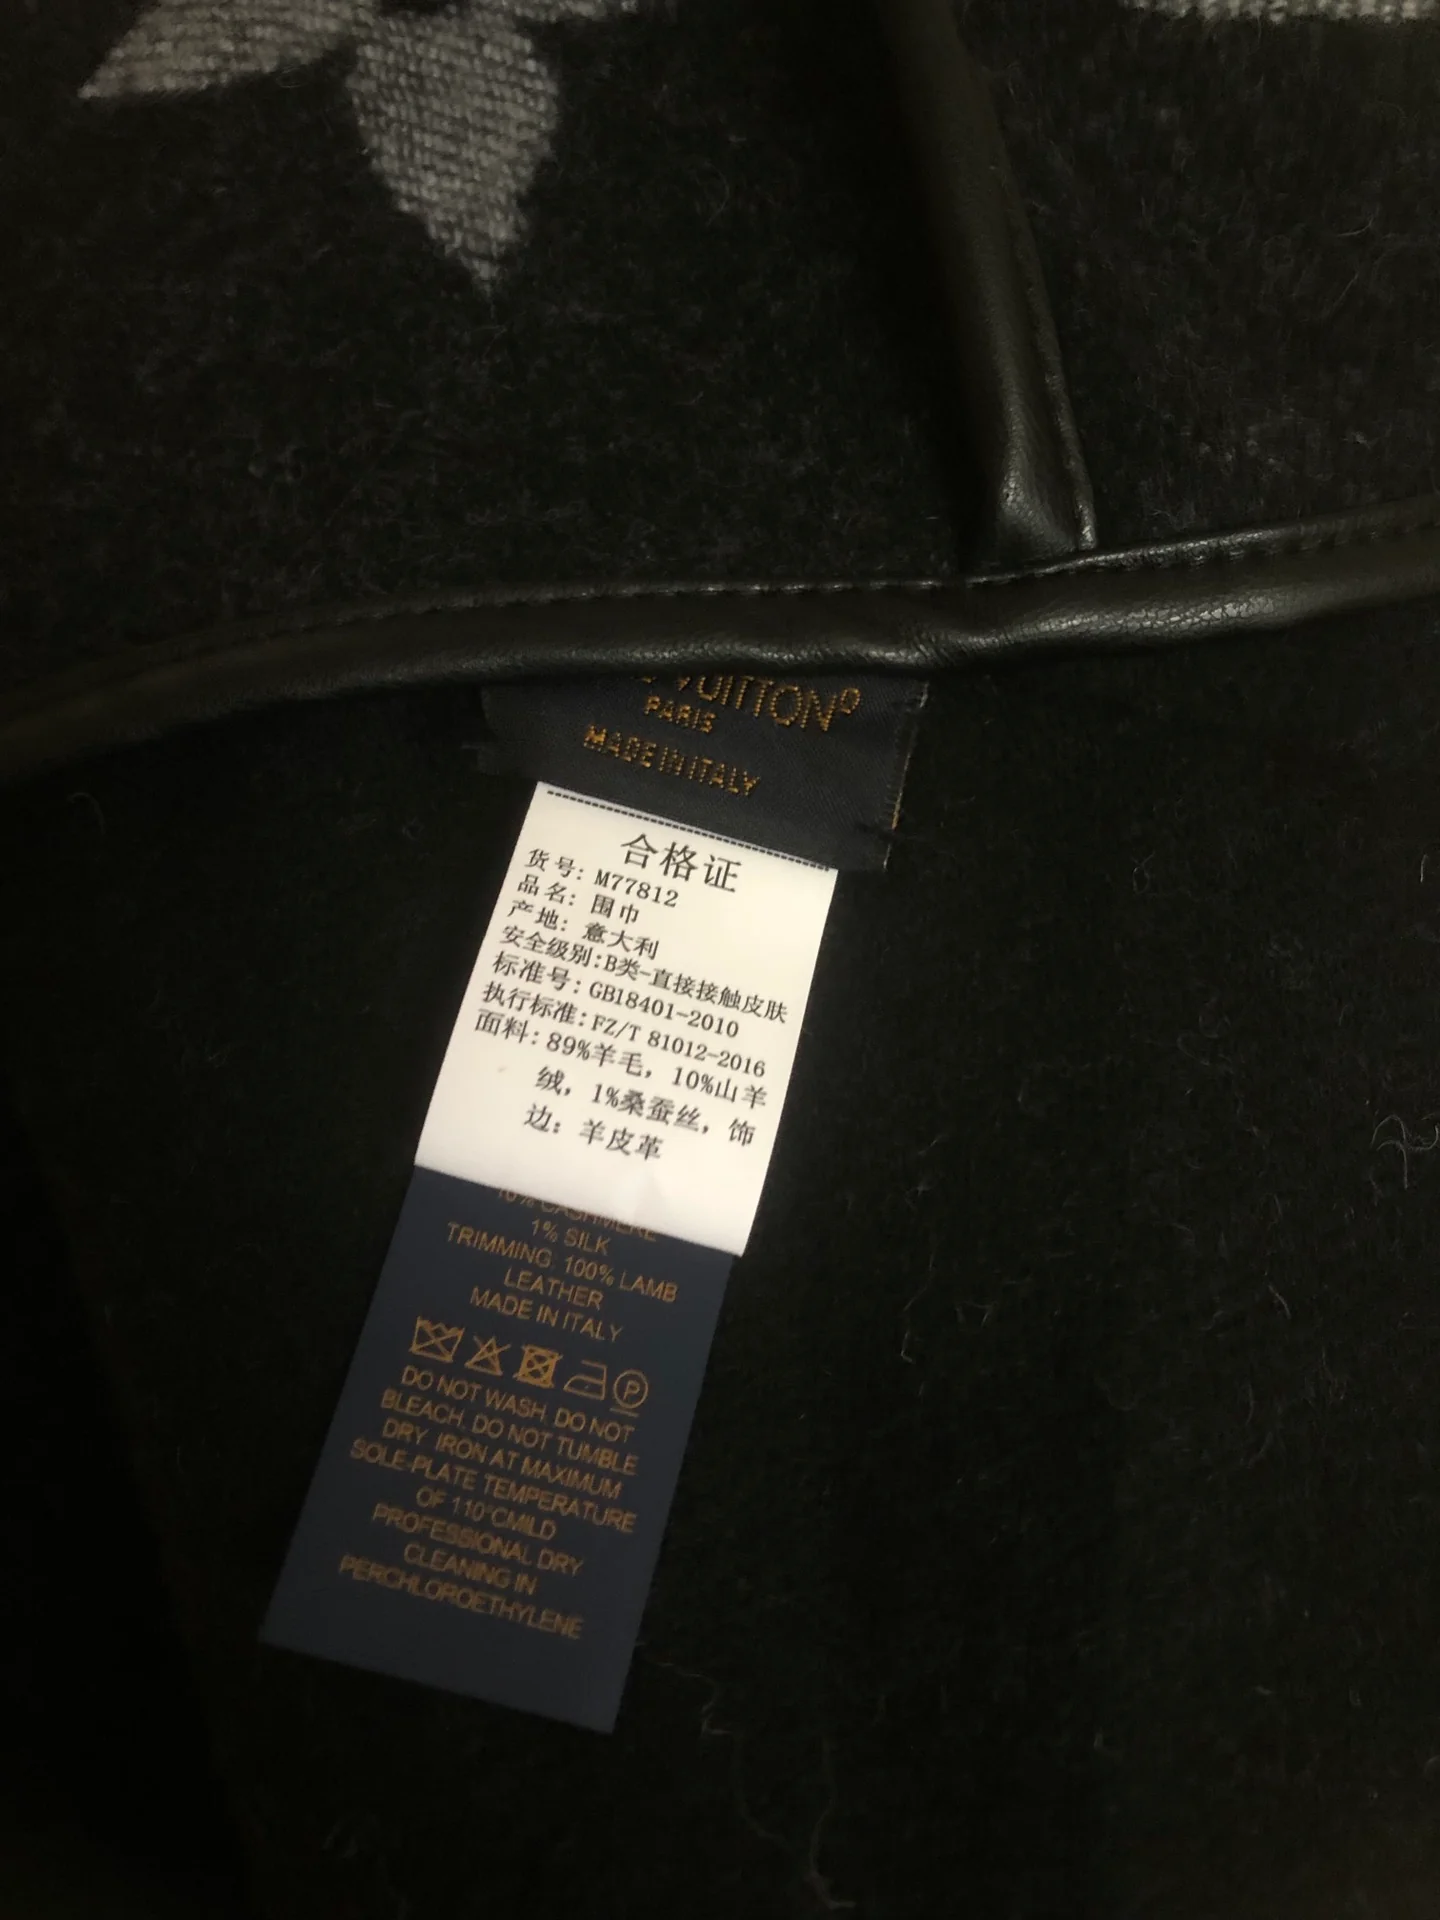 VUITTON
PARIS
MADE IN ITALY
合格证
货号: M77812
品名: 围巾
产地: 意大利
安全级别:B类-直接接触皮肤
标准号: GB18401-2010
执行标准: FZ/T 81012-2016
面料: 89%羊毛, 10%山羊
绒, 1%桑蚕丝, 饰
边: 羊皮革
10% CASHMERE
1% SILK
TRIMMING. 100% LAMB
LEATHER
MADE IN ITALY
P
DO NOT WASH. DO NOT
BLEACH. DO NOT TUMBLE
DRY. IRON AT MAXIMUM
SOLE-PLATE TEMPERATURE
OF 110°CMILD
PROFESSIONAL DRY
CLEANING IN
PERCHLOROETHYLENE